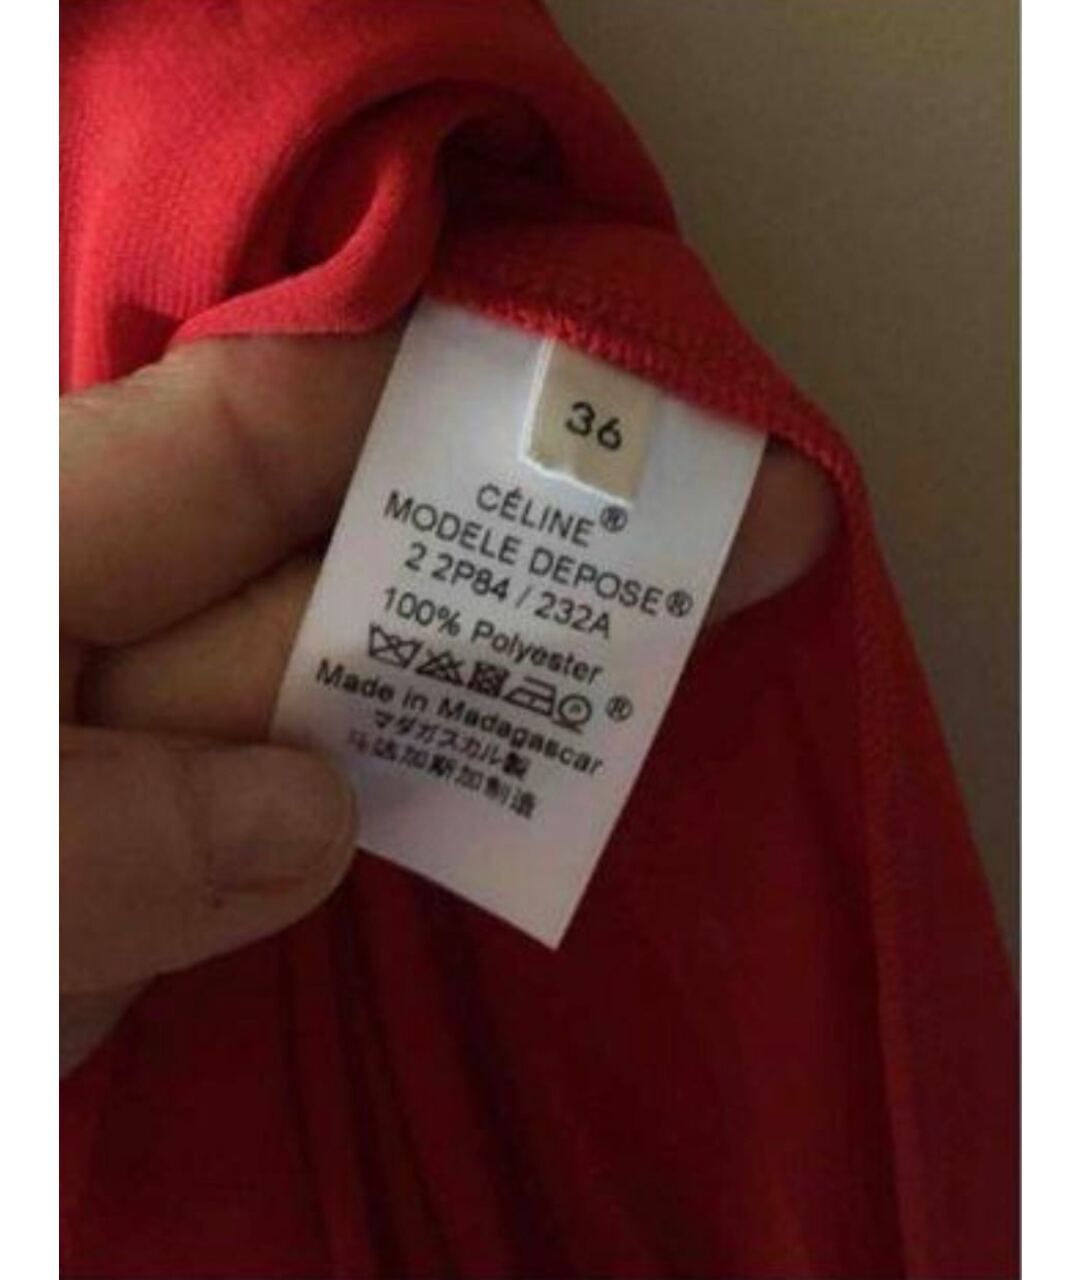 36
CÉLINE®
MODELE DEPOSE®
2 2P84 / 232A
100% Polyester
®
Made in Madagascar
マダガスカル製
马达加斯加制造